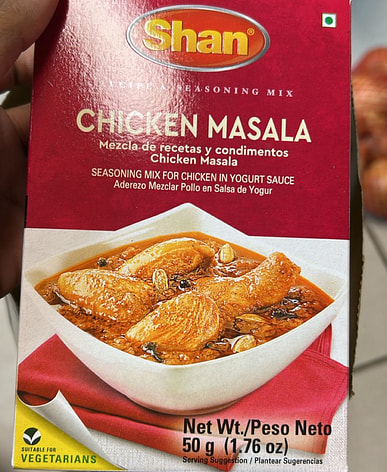 Shan®
RECIPE & SEASONING MIX
CHICKEN MASALA
Mezcla de recetas y condimentos
Chicken Masala
SEASONING MIX FOR CHICKEN IN YOGURT SAUCE
Aderezo Mezclar Pollo en Salsa de Yogur
Net Wt./Peso Neto
50 g (1.76 oz)
Serving Suggestion / Plantear Sugerencias
SUITABLE FOR
VEGETARIANS